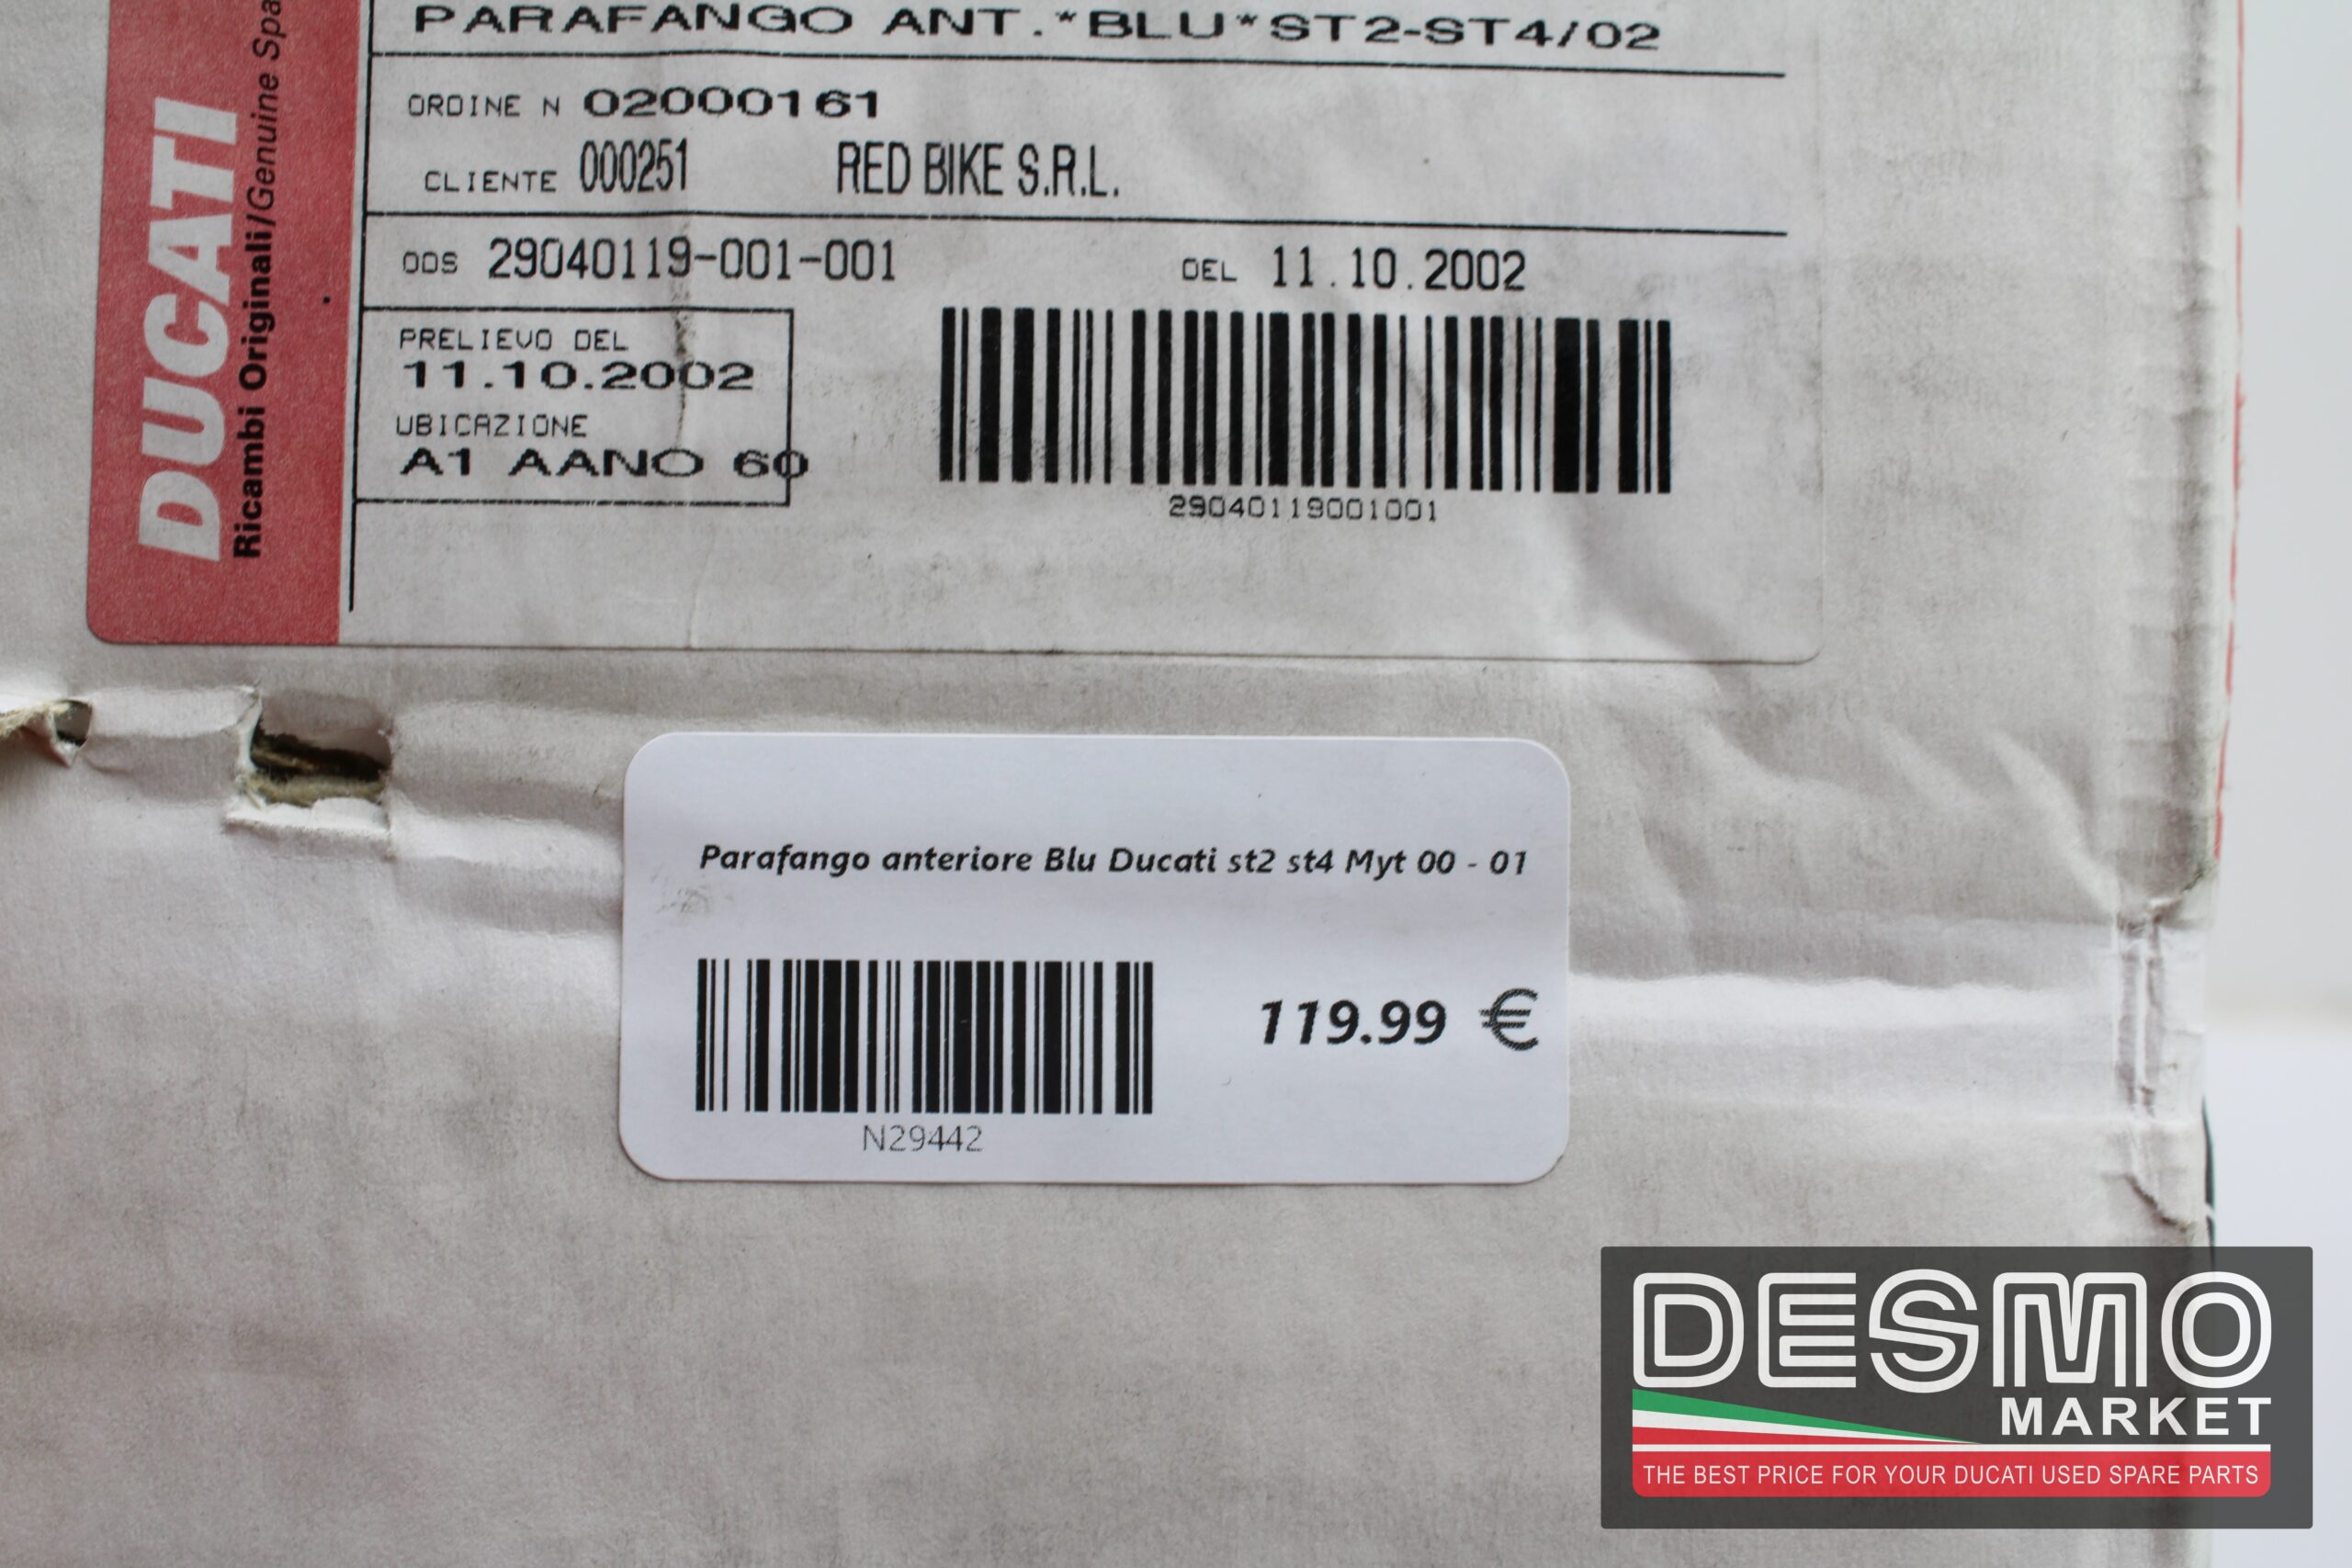 PARAFANGO ANT.*BLU*ST2-ST4/02
ORDINE N 02000161
CLIENTE 000251 RED BIKE S.R.L.
ODS 29040119-001-001 DEL 11.10.2002
PRELIEVO DEL
11.10.2002
UBICAZIONE
A1 AANO 60
29040119001001
DUCATI
Ricambi Originali/Genuine
Parafango anteriore Blu Ducati st2 st4 Myt 00 - 01
119.99 €
N29442
DESMO
MARKET
THE BEST PRICE FOR YOUR DUCATI USED SPARE PARTS